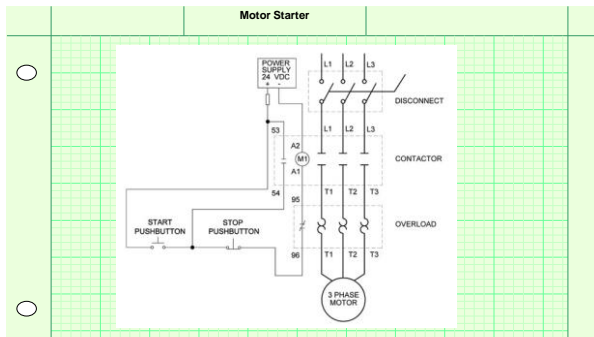 Motor Starter
POWER
SUPPLY
24 VDC
+ -
L1 L2 L3
DISCONNECT
L1 L2 L3
53
A2
M1
CONTACTOR
A1
54
T1 T2 T3
95
START
PUSHBUTTON
STOP
PUSHBUTTON
OVERLOAD
96
T1 T2 T3
3 PHASE
MOTOR